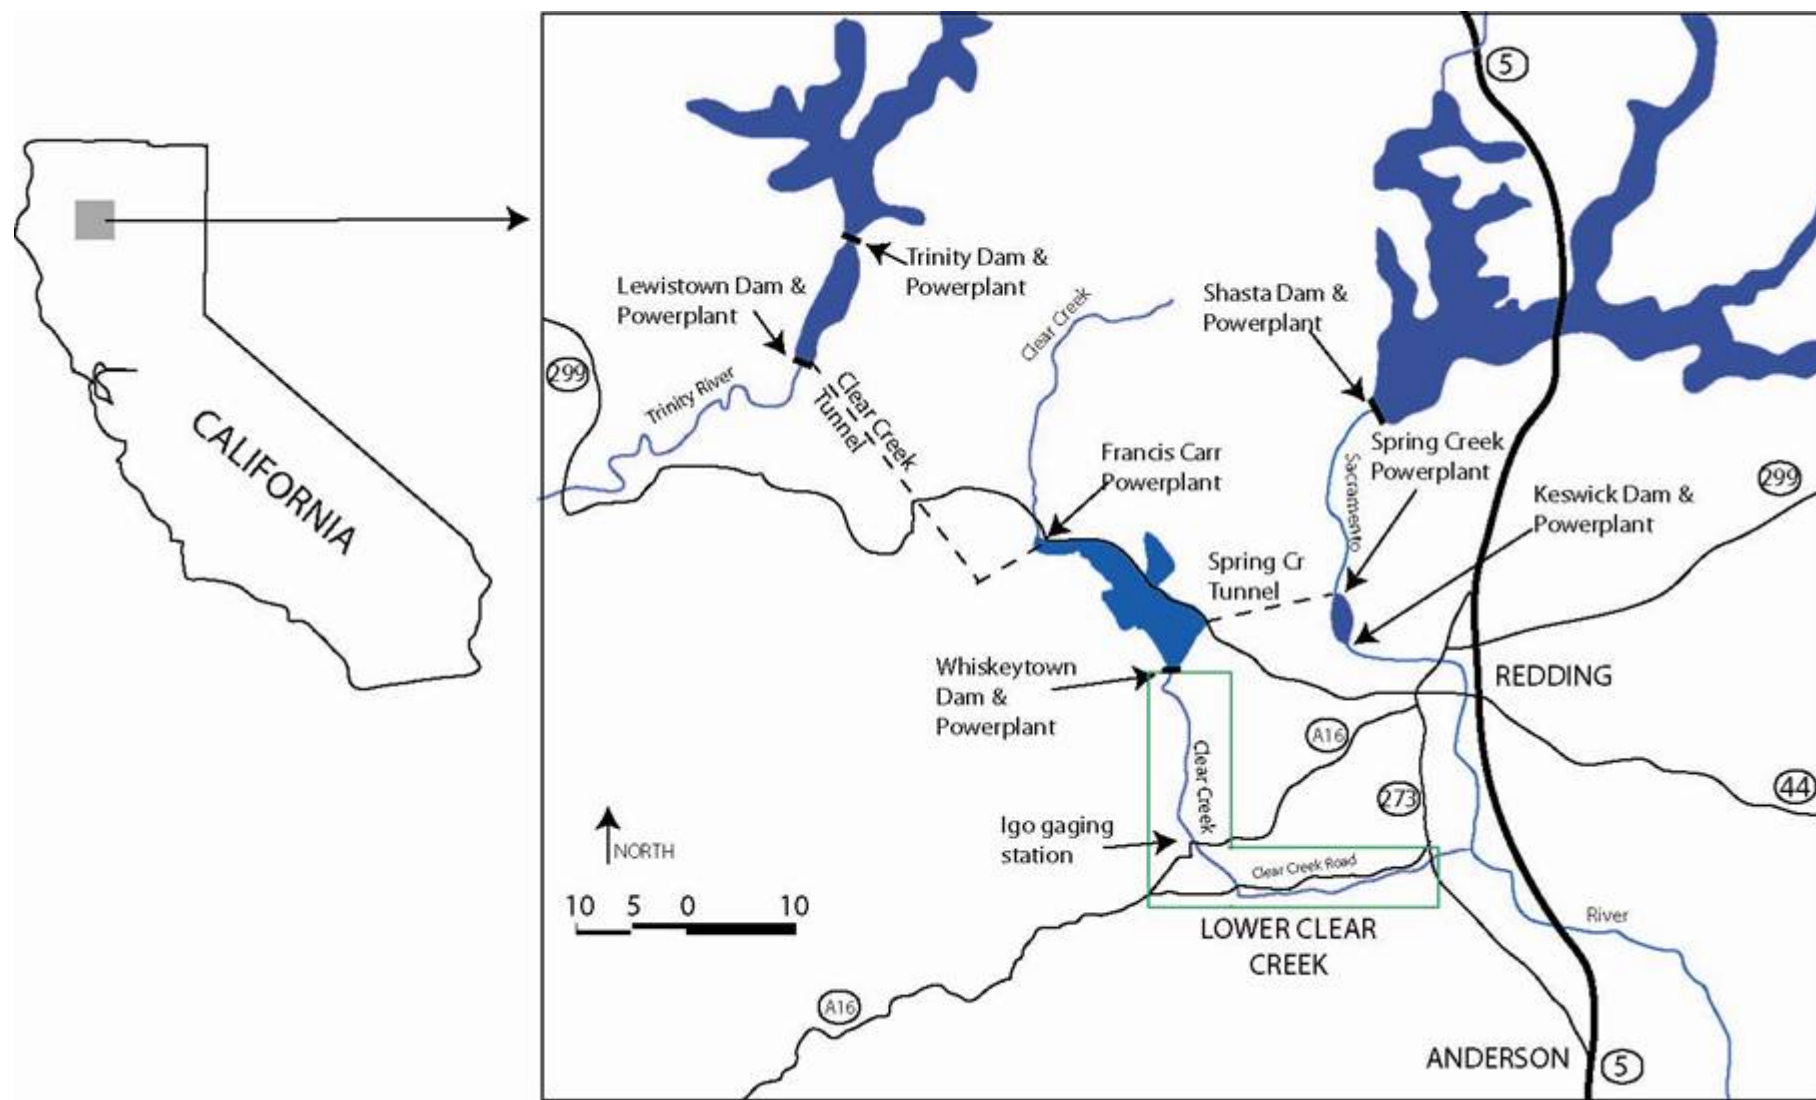 CALIFORNIA
5
Trinity Dam &
Powerplant
Lewistown Dam &
Powerplant
Clear Creek
Shasta Dam &
Powerplant
299
Trinity River
Clear Creek
Tunnel
Francis Carr
Powerplant
Spring Creek
Powerplant
Sacramento
Keswick Dam &
Powerplant
299
Spring Cr
Tunnel
Whiskeytown
Dam &
Powerplant
REDDING
A16
Clear Creek
273
44
Igo gaging
station
NORTH
Clear Creek Road
10 5 0 10
LOWER CLEAR
CREEK
River
A16
ANDERSON
5